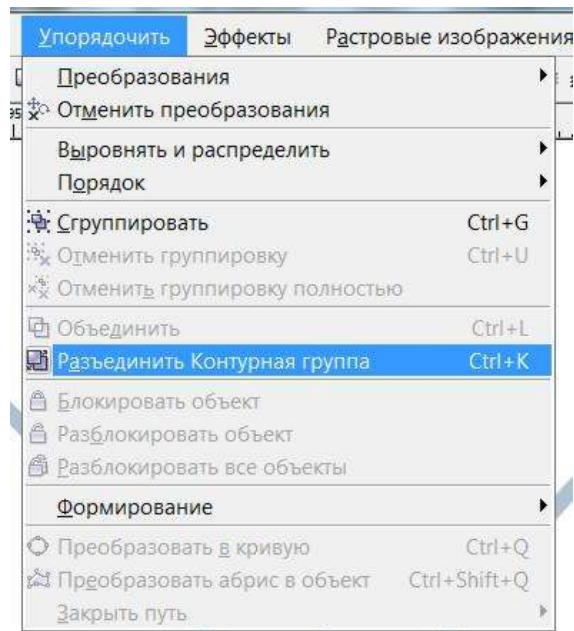 Упорядочить Эффекты Растровые изображения
Преобразования
Отменить преобразования
Выровнять и распределить
Порядок
Сгруппировать Ctrl+G
Отменить группировку Ctrl+U
Отменить группировку полностью
Объединить Ctrl+L
Разъединить Контурная группа Ctrl+K
Блокировать объект
Разблокировать объект
Разблокировать все объекты
Формирование
Преобразовать в кривую Ctrl+Q
Преобразовать абрис в объект Ctrl+Shift+Q
Закрыть путь